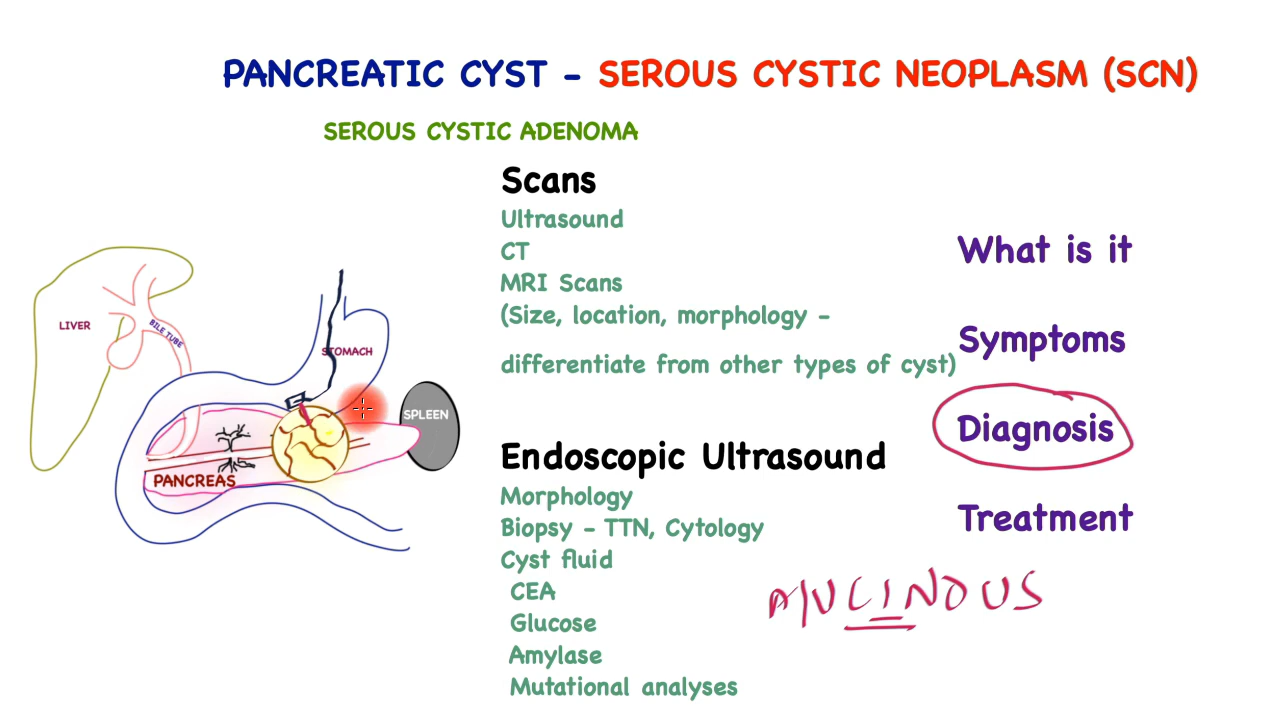 PANCREATIC CYST - SEROUS CYSTIC NEOPLASM (SCN)
SEROUS CYSTIC ADENOMA
Scans
Ultrasound
CT
MRI Scans
(Size, location, morphology -
differentiate from other types of cyst)
Endoscopic Ultrasound
Morphology
Biopsy - TTN, Cytology
Cyst fluid
CEA
Glucose
Amylase
Mutational analyses
What is it
Symptoms
Diagnosis
Treatment
MUCINOUS
LIVER
BILE TUBE
STOMACH
SPLEEN
PANCREAS